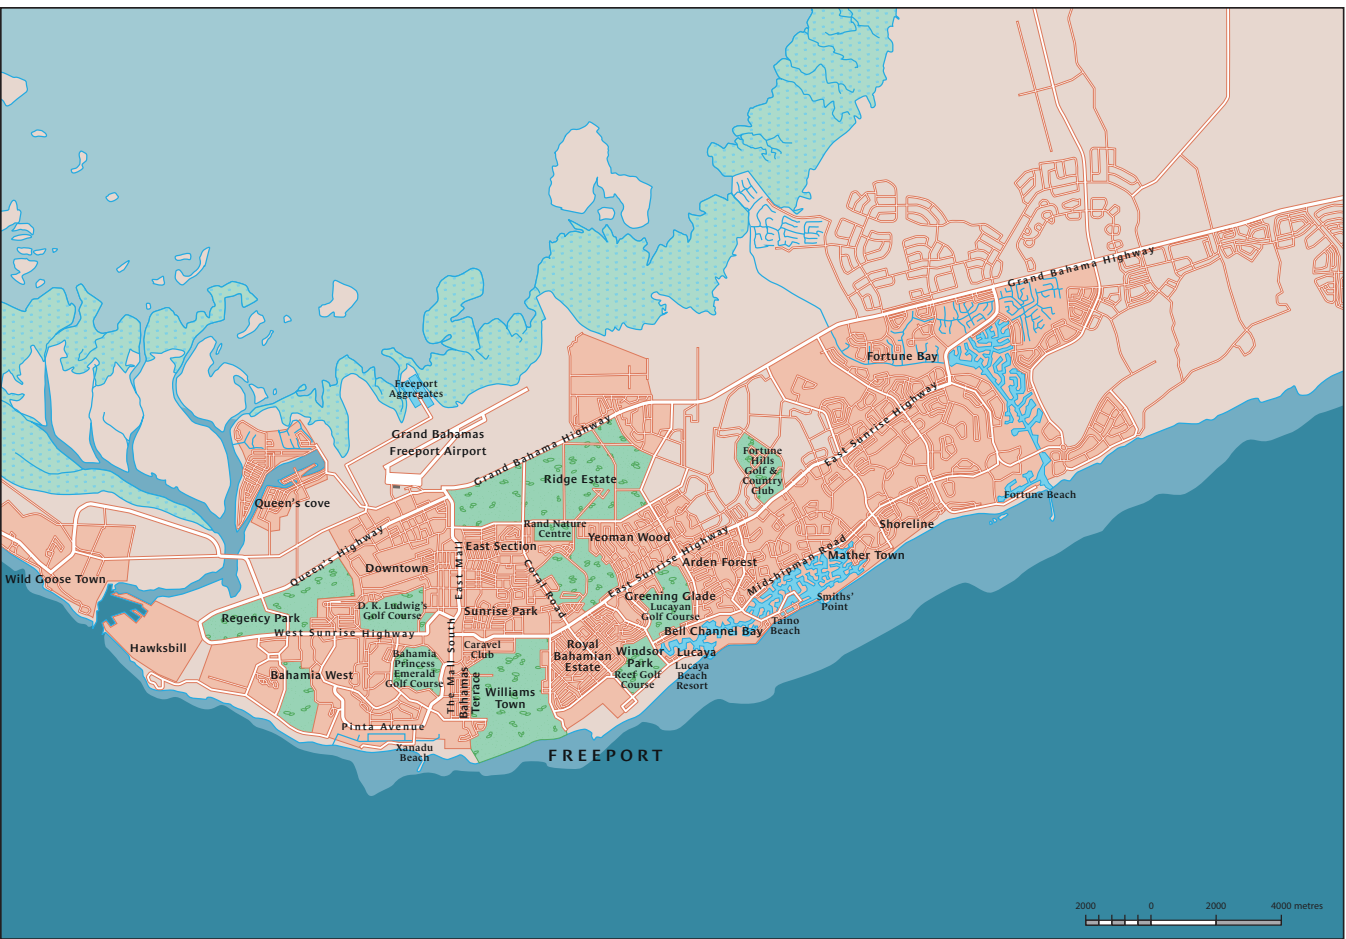 Grand Bahama Highway
Fortune Bay
Freeport
Aggregates
Grand Bahamas
Freeport Airport
East Sunrise Highway
Grand Bahama Highway
Fortune
Hills
Golf &
Country
Club
Ridge Estate
Queen's cove
Fortune Beach
Rand Nature
Centre
Shoreline
Yeoman Wood
East Section
Queen's Highway
East Mall
Coral Road
East Sunrise Highway
Midshipman Road
Mather Town
Arden Forest
Downtown
Wild Goose Town
Greening Glade
Lucayan
Golf Course
Smiths'
Point
D. K. Ludwig's
Golf Course
Sunrise Park
Regency Park
Taino
Beach
West Sunrise Highway
Bell Channel Bay
Hawksbill
Caravel
Club
Royal
Bahamian
Estate
Windsor
Park
Reef Golf
Course
Lucaya
Lucaya
Beach
Resort
Bahamia
Princess
Emerald
Golf Course
The Mall South
Bahamas
Terrace
Bahamia West
Williams
Town
Pinta Avenue
Xanadu
Beach
FREEPORT
2000 0 2000 4000 metres